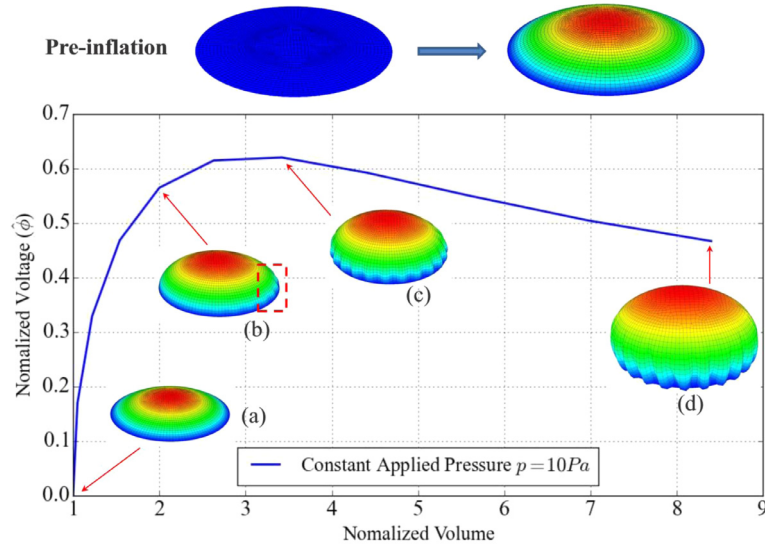 Pre-inflation
0.7
0.6
0.5
0.4
0.3
0.2
0.1
0.0
Nomalized Voltage (ϕ̂)
(a)
(b)
(c)
(d)
Constant Applied Pressure p = 10Pa
1 2 3 4 5 6 7 8 9
Nomalized Volume